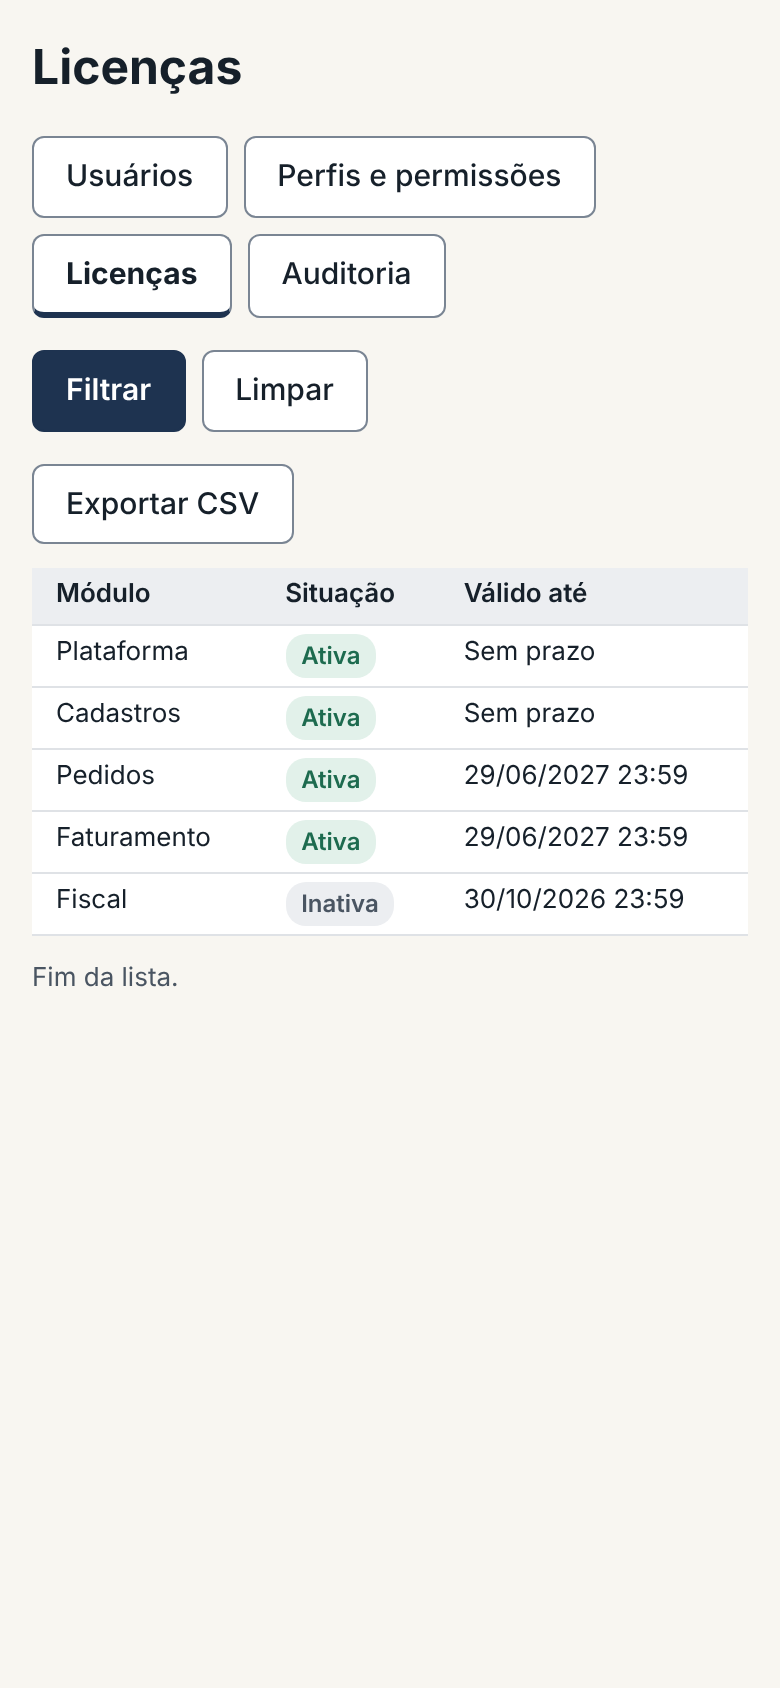 Licenças
Usuários Perfis e permissões
Licenças Auditoria
Filtrar Limpar
Exportar CSV
Módulo Situação Válido até
Plataforma Ativa Sem prazo
Cadastros Ativa Sem prazo
Pedidos Ativa 29/06/2027 23:59
Faturamento Ativa 29/06/2027 23:59
Fiscal Inativa 30/10/2026 23:59
Fim da lista.